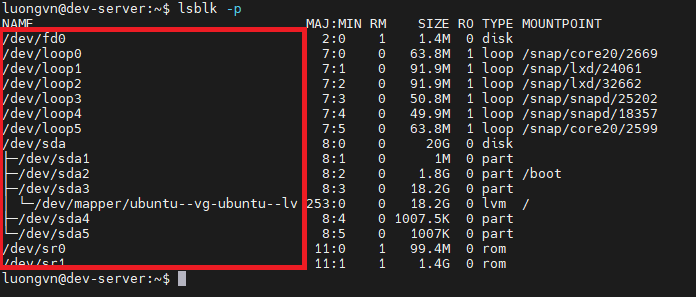 luongvn@dev-server:~$ lsblk -p
NAME MAJ:MIN RM SIZE RO TYPE MOUNTPOINT
/dev/fd0 2:0 1 1.4M 0 disk
/dev/loop0 7:0 0 63.8M 1 loop /snap/core20/2669
/dev/loop1 7:1 0 91.9M 1 loop /snap/lxd/24061
/dev/loop2 7:2 0 91.9M 1 loop /snap/lxd/32662
/dev/loop3 7:3 0 50.8M 1 loop /snap/snapd/25202
/dev/loop4 7:4 0 49.9M 1 loop /snap/snapd/18357
/dev/loop5 7:5 0 63.8M 1 loop /snap/core20/2599
/dev/sda 8:0 0 20G 0 disk
├─/dev/sda1 8:1 0 1M 0 part
├─/dev/sda2 8:2 0 1.8G 0 part /boot
├─/dev/sda3 8:3 0 18.2G 0 part
│ └─/dev/mapper/ubuntu--vg-ubuntu--lv 253:0 0 18.2G 0 lvm /
├─/dev/sda4 8:4 0 1007.5K 0 part
└─/dev/sda5 8:5 0 1007K 0 part
/dev/sr0 11:0 1 99.4M 0 rom
/dev/sr1 11:1 1 1.4G 0 rom
luongvn@dev-server:~$